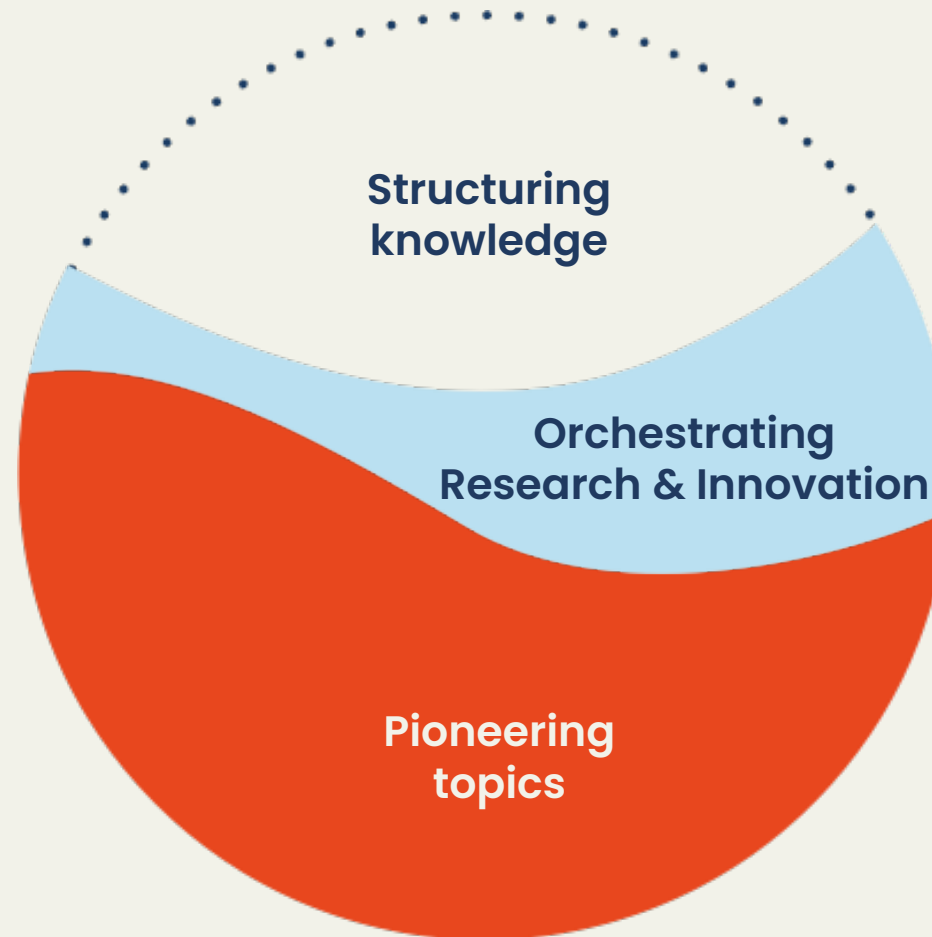 Structuring
knowledge
Orchestrating
Research & Innovation
Pioneering
topics